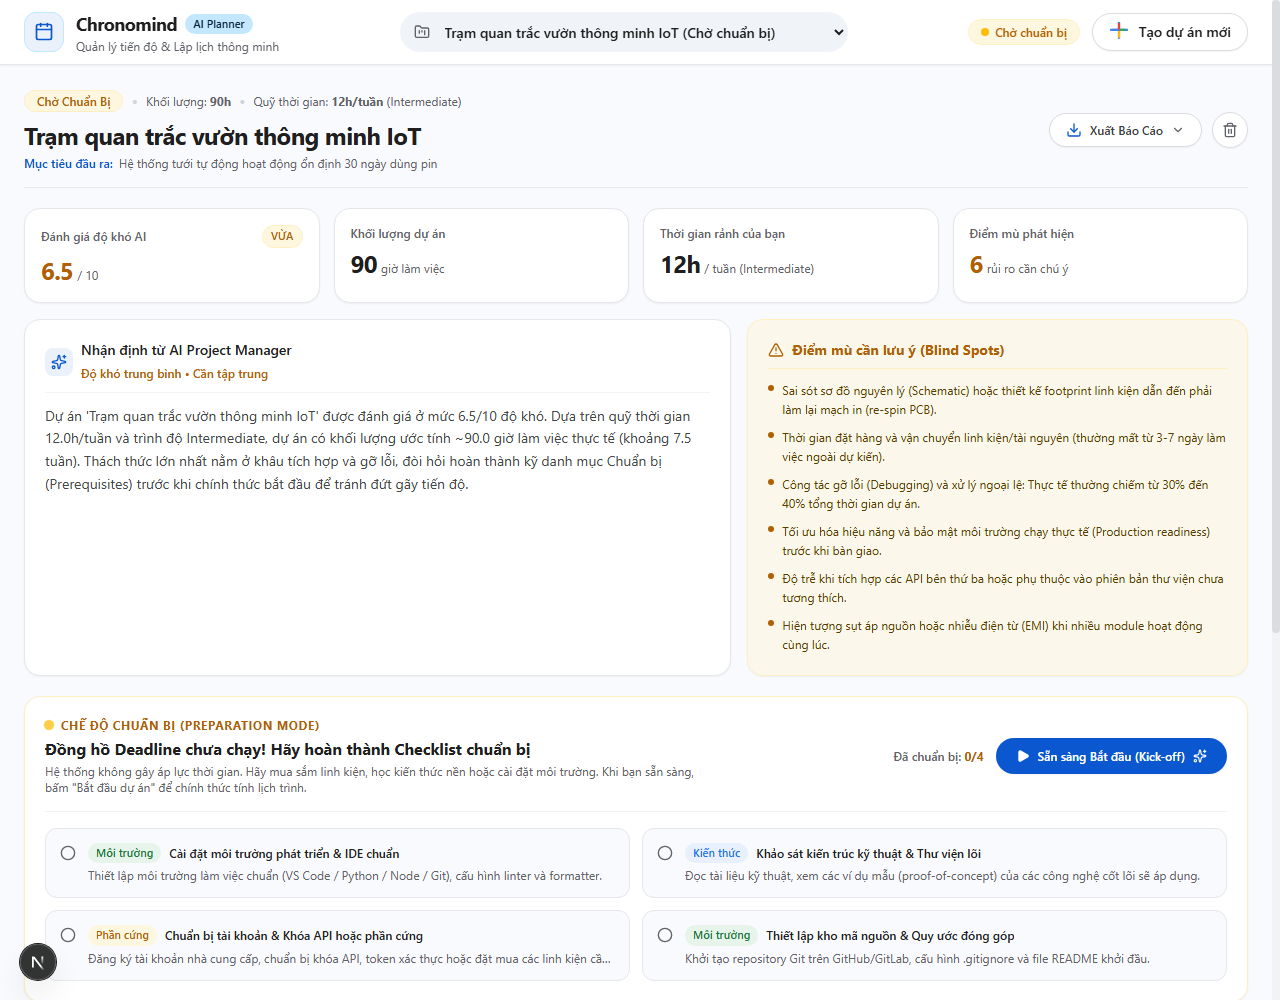 Chronomind AI Planner
Quản lý tiến độ & Lập lịch thông minh
Trạm quan trắc vườn thông minh IoT (Chờ chuẩn bị)
Chờ chuẩn bị
Tạo dự án mới
Chờ Chuẩn Bị • Khối lượng: 90h • Quỹ thời gian: 12h/tuần (Intermediate)
Trạm quan trắc vườn thông minh IoT
Mục tiêu đầu ra: Hệ thống tưới tự động hoạt động ổn định 30 ngày dùng pin
Xuất Báo Cáo
Đánh giá độ khó AI
VỪA
6.5 / 10
Khối lượng dự án
90 giờ làm việc
Thời gian rảnh của bạn
12h / tuần (Intermediate)
Điểm mù phát hiện
6 rủi ro cần chú ý
Nhận định từ AI Project Manager
Độ khó trung bình • Cần tập trung
Dự án 'Trạm quan trắc vườn thông minh IoT' được đánh giá ở mức 6.5/10 độ khó. Dựa trên quỹ thời gian
12.0h/tuần và trình độ Intermediate, dự án có khối lượng ước tính ~90.0 giờ làm việc thực tế (khoảng 7.5
tuần). Thách thức lớn nhất nằm ở khâu tích hợp và gỡ lỗi, đòi hỏi hoàn thành kỹ danh mục Chuẩn bị
(Prerequisites) trước khi chính thức bắt đầu để tránh đứt gãy tiến độ.
Điểm mù cần lưu ý (Blind Spots)
Sai sót sơ đồ nguyên lý (Schematic) hoặc thiết kế footprint linh kiện dẫn đến phải
làm lại mạch in (re-spin PCB).
Thời gian đặt hàng và vận chuyển linh kiện/tài nguyên (thường mất từ 3-7 ngày làm
việc ngoài dự kiến).
Công tác gỡ lỗi (Debugging) và xử lý ngoại lệ: Thực tế thường chiếm từ 30% đến
40% tổng thời gian dự án.
Tối ưu hóa hiệu năng và bảo mật môi trường chạy thực tế (Production readiness)
trước khi bàn giao.
Độ trễ khi tích hợp các API bên thứ ba hoặc phụ thuộc vào phiên bản thư viện chưa
tương thích.
Hiện tượng sụt áp nguồn hoặc nhiễu điện từ (EMI) khi nhiều module hoạt động
cùng lúc.
CHẾ ĐỘ CHUẨN BỊ (PREPARATION MODE)
Đồng hồ Deadline chưa chạy! Hãy hoàn thành Checklist chuẩn bị
Hệ thống không gây áp lực thời gian. Hãy mua sắm linh kiện, học kiến thức nền hoặc cài đặt môi trường. Khi bạn sẵn sàng,
bấm "Bắt đầu dự án" để chính thức tính lịch trình.
Đã chuẩn bị: 0/4
Sẵn sàng Bắt đầu (Kick-off)
Môi trường Cài đặt môi trường phát triển & IDE chuẩn
Thiết lập môi trường làm việc chuẩn (VS Code / Python / Node / Git), cấu hình linter và formatter.
Kiến thức Khảo sát kiến trúc kỹ thuật & Thư viện lõi
Đọc tài liệu kỹ thuật, xem các ví dụ mẫu (proof-of-concept) của các công nghệ cốt lõi sẽ áp dụng.
Phần cứng Chuẩn bị tài khoản & Khóa API hoặc phần cứng
Đăng ký tài khoản nhà cung cấp, chuẩn bị khóa API, token xác thực hoặc đặt mua các linh kiện cầ...
Môi trường Thiết lập kho mã nguồn & Quy ước đóng góp
Khởi tạo repository Git trên GitHub/GitLab, cấu hình .gitignore và file README khởi đầu.
N